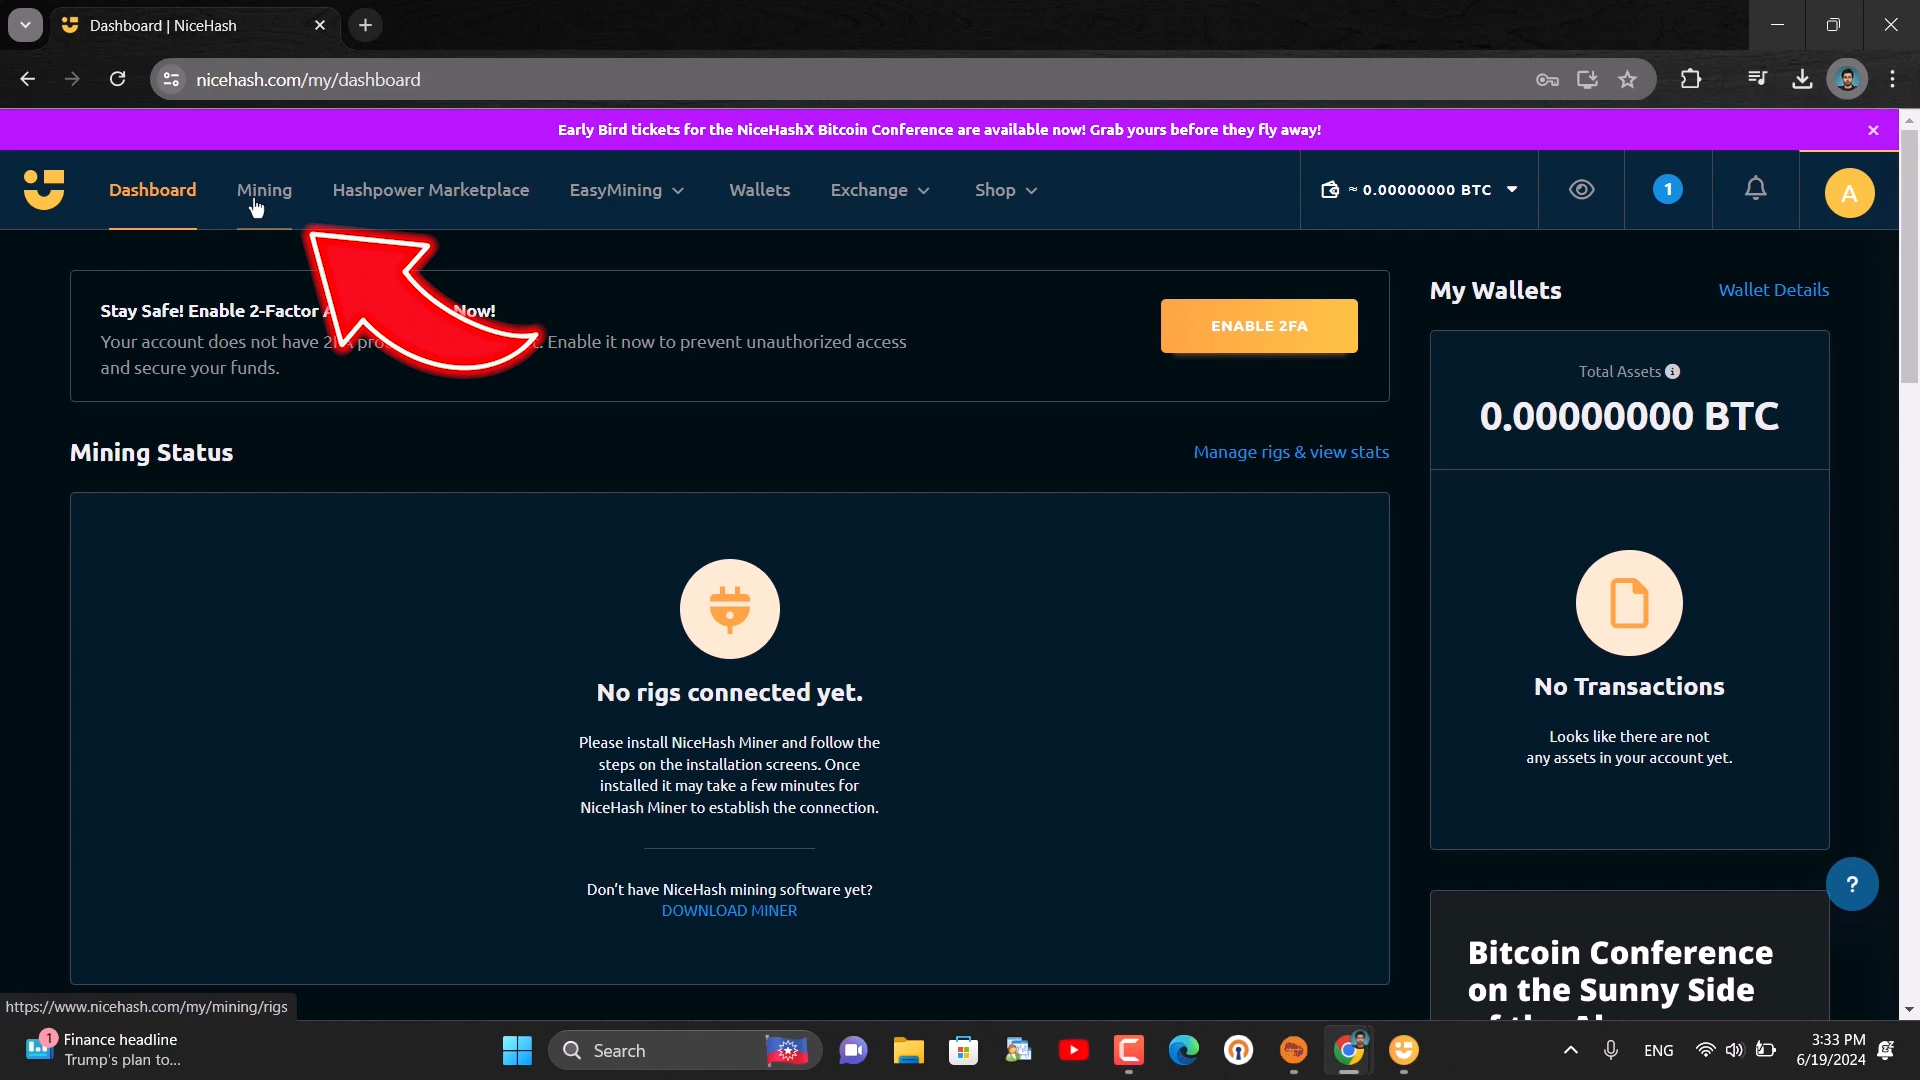 Dashboard | NiceHash
nicehash.com/my/dashboard
Early Bird tickets for the NiceHashX Bitcoin Conference are available now! Grab yours before they fly away!
Dashboard
Mining
Hashpower Marketplace
EasyMining
Wallets
Exchange
Shop
≈ 0.00000000 BTC
1
A
Stay Safe! Enable 2-Factor A Now!
Your account does not have 2FA Enable it now to prevent unauthorized access
and secure your funds.
ENABLE 2FA
My Wallets
Wallet Details
Total Assets
0.00000000 BTC
Mining Status
Manage rigs & view stats
No rigs connected yet.
Please install NiceHash Miner and follow the
steps on the installation screens. Once
installed it may take a few minutes for
NiceHash Miner to establish the connection.
Don't have NiceHash mining software yet?
DOWNLOAD MINER
No Transactions
Looks like there are not
any assets in your account yet.
?
Bitcoin Conference
on the Sunny Side
https://www.nicehash.com/my/mining/rigs
1
Finance headline
Trump's plan to...
Search
ENG
3:33 PM
6/19/2024